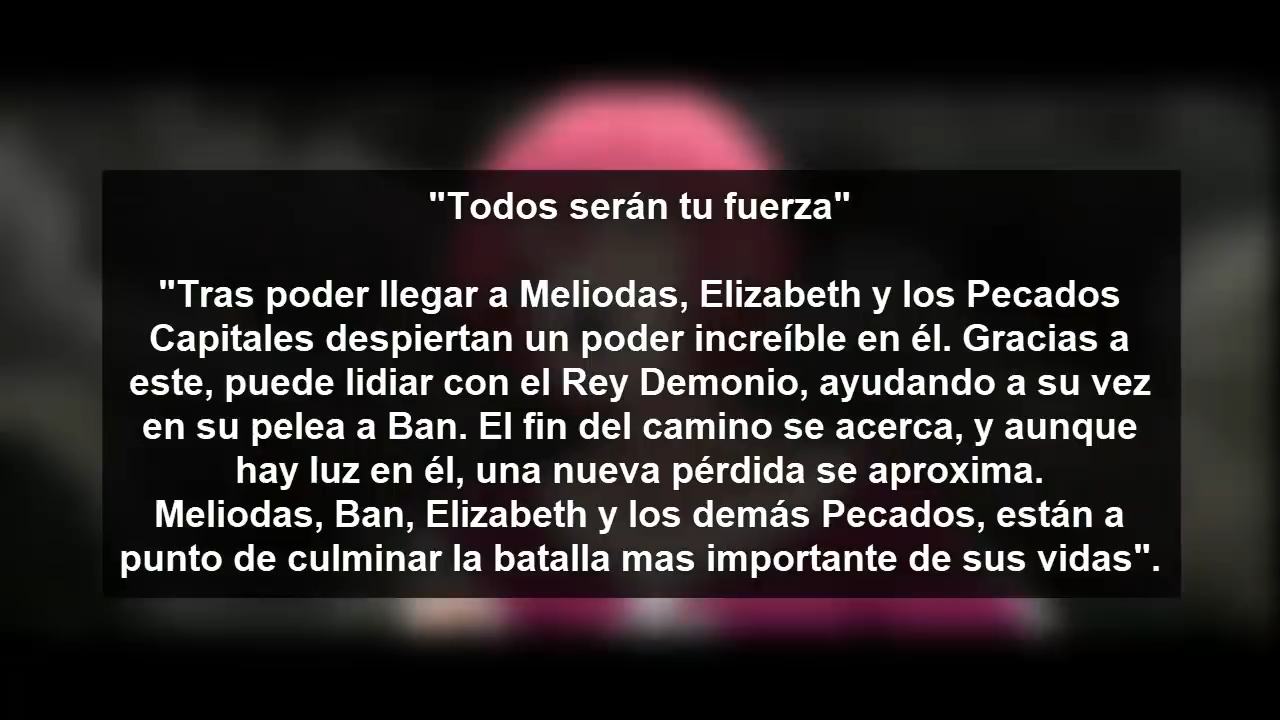 "Todos serán tu fuerza"
"Tras poder llegar a Meliodas, Elizabeth y los Pecados
Capitales despiertan un poder increíble en él. Gracias a
este, puede lidiar con el Rey Demonio, ayudando a su vez
en su pelea a Ban. El fin del camino se acerca, y aunque
hay luz en él, una nueva pérdida se aproxima.
Meliodas, Ban, Elizabeth y los demás Pecados, están a
punto de culminar la batalla mas importante de sus vidas".